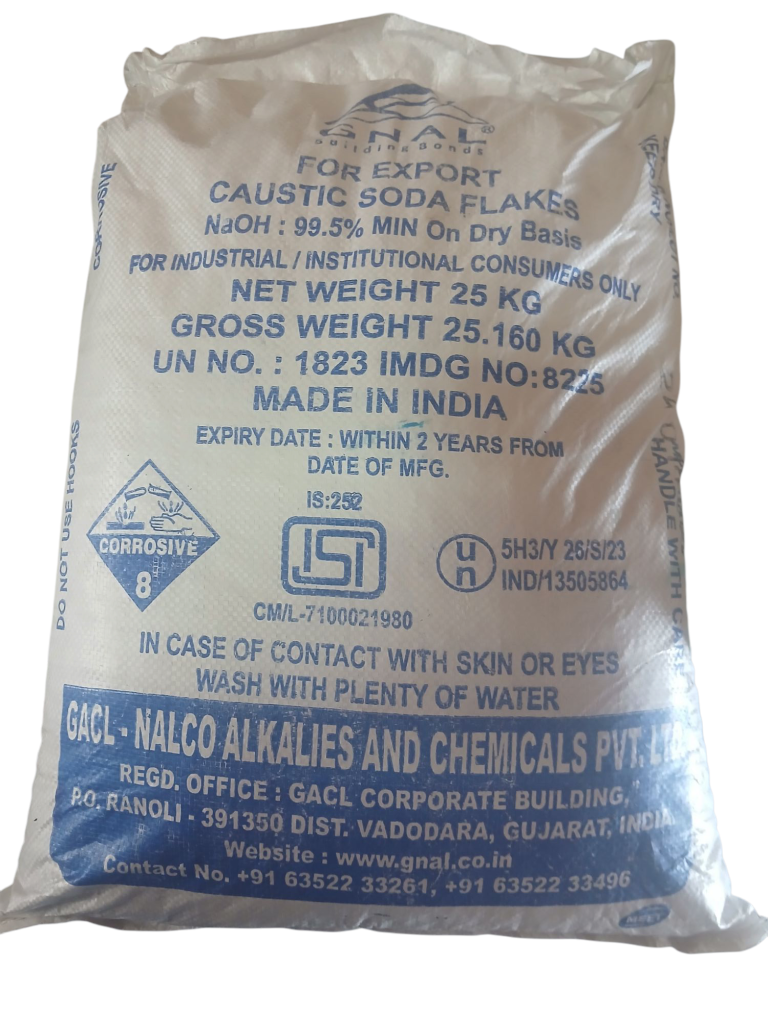 GNAL®
Building Bonds
FOR EXPORT
CAUSTIC SODA FLAKES
NaOH : 99.5% MIN On Dry Basis
FOR INDUSTRIAL / INSTITUTIONAL CONSUMERS ONLY
NET WEIGHT 25 KG
GROSS WEIGHT 25.160 KG
UN NO. : 1823 IMDG NO:8225
MADE IN INDIA
EXPIRY DATE : WITHIN 2 YEARS FROM
DATE OF MFG.
IS:252
CORROSIVE
8
ISI
CM/L-7100021980
un
5H3/Y 26/S/23
IND/13505864
IN CASE OF CONTACT WITH SKIN OR EYES
WASH WITH PLENTY OF WATER
GACL - NALCO ALKALIES AND CHEMICALS PVT.
REGD. OFFICE : GACL CORPORATE BUILDING,
P.O. RANOLI - 391350 DIST. VADODARA, GUJARAT, INDIA
Website : www.gnal.co.in
Contact No. +91 63522 33261, +91 63522 33496
CORROSIVE
DO NOT USE HOOKS
HANDLE WITH CARE